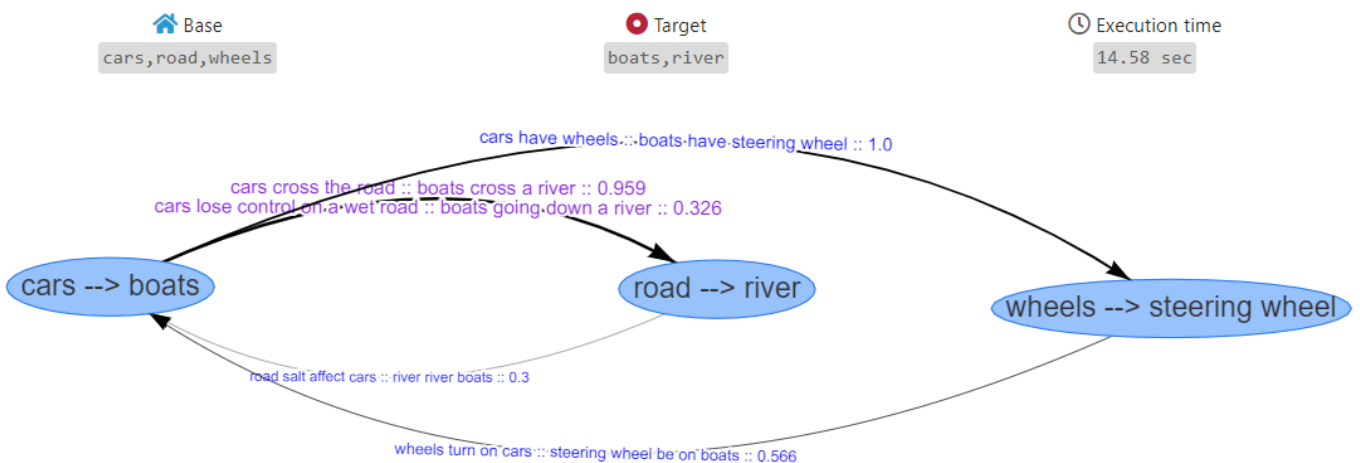 Base
Target
Execution time
cars,road,wheels
boats,river
14.58 sec
cars have wheels :: boats have steering wheel :: 1.0
cars cross the road :: boats cross a river :: 0.959
cars lose control on a wet road :: boats going down a river :: 0.326
cars --> boats
road --> river
wheels --> steering wheel
road salt affect cars :: river river boats :: 0.3
wheels turn on cars :: steering wheel be on boats :: 0.566